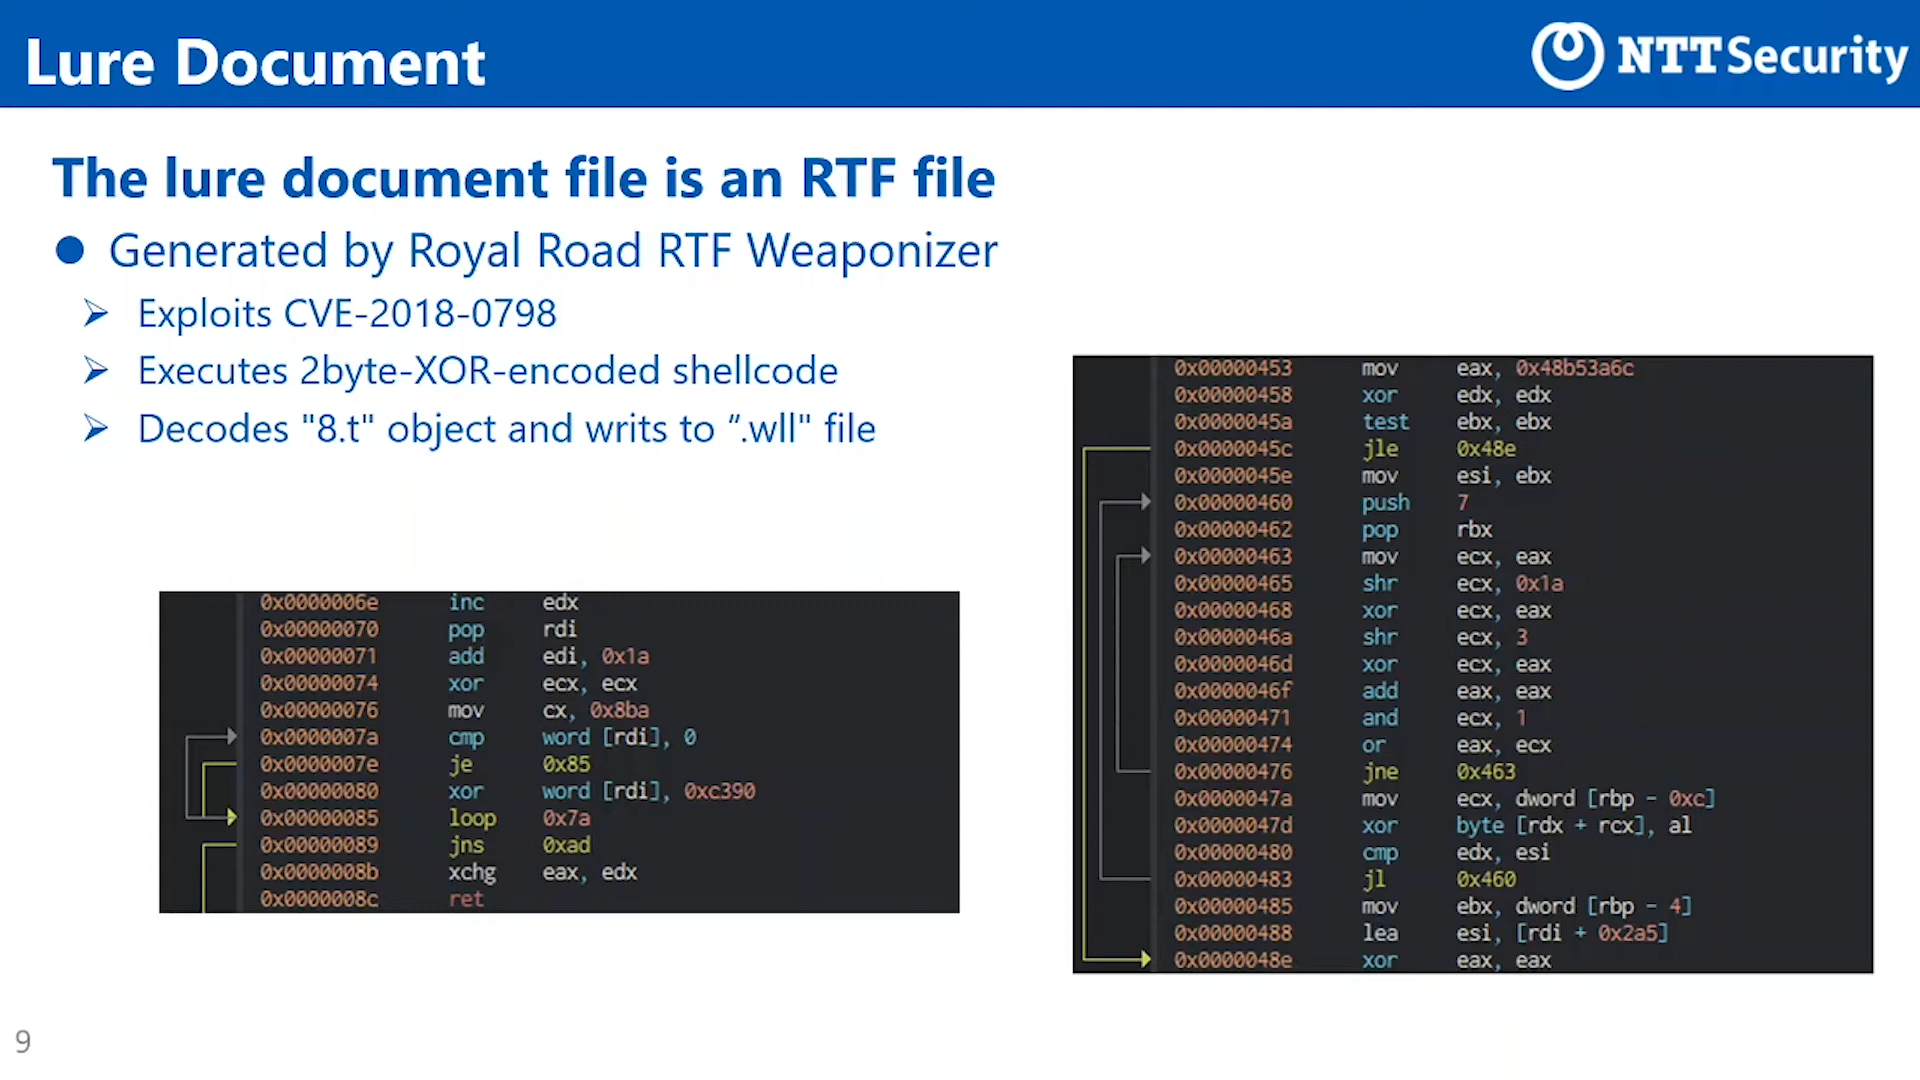 Lure Document
NTT Security
The lure document file is an RTF file
● Generated by Royal Road RTF Weaponizer
➢ Exploits CVE-2018-0798
➢ Executes 2byte-XOR-encoded shellcode
➢ Decodes "8.t" object and writs to ”.wll" file
0x0000006e inc edx
0x00000070 pop rdi
0x00000071 add edi, 0x1a
0x00000074 xor ecx, ecx
0x00000076 mov cx, 0x8ba
0x0000007a cmp word [rdi], 0
0x0000007e je 0x85
0x00000080 xor word [rdi], 0xc390
0x00000085 loop 0x7a
0x00000089 jns 0xad
0x0000008b xchg eax, edx
0x0000008c ret
0x00000453 mov eax, 0x48b53a6c
0x00000458 xor edx, edx
0x0000045a test ebx, ebx
0x0000045c jle 0x48e
0x0000045e mov esi, ebx
0x00000460 push 7
0x00000462 pop rbx
0x00000463 mov ecx, eax
0x00000465 shr ecx, 0x1a
0x00000468 xor ecx, eax
0x0000046a shr ecx, 3
0x0000046d xor ecx, eax
0x0000046f add eax, eax
0x00000471 and ecx, 1
0x00000474 or eax, ecx
0x00000476 jne 0x463
0x0000047a mov ecx, dword [rbp - 0xc]
0x0000047d xor byte [rdx + rcx], al
0x00000480 cmp edx, esi
0x00000483 jl 0x460
0x00000485 mov ebx, dword [rbp - 4]
0x00000488 lea esi, [rdi + 0x2a5]
0x0000048e xor eax, eax
9